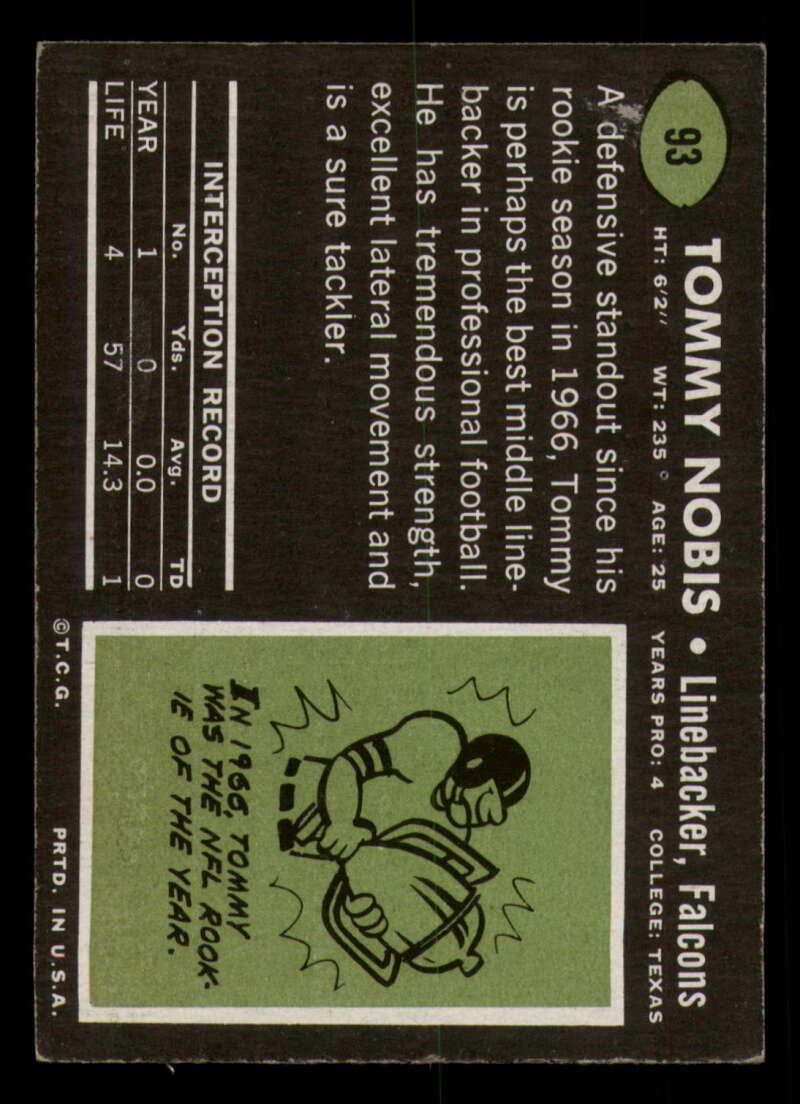 93
TOMMY NOBIS • Linebacker, Falcons
HT: 6'2" WT: 235 AGE: 25 YEARS PRO: 4 COLLEGE: TEXAS
A defensive standout since his
rookie season in 1966, Tommy
is perhaps the best middle line-
backer in professional football.
He has tremendous strength,
excellent lateral movement and
is a sure tackler.
INTERCEPTION RECORD
No. Yds. Avg. TD
YEAR 1 0 0.0 0
LIFE 4 57 14.3 1
IN 1966, TOMMY
WAS THE NFL ROOK-
IE OF THE YEAR.
©T.C.G. PRTD. IN U.S.A.